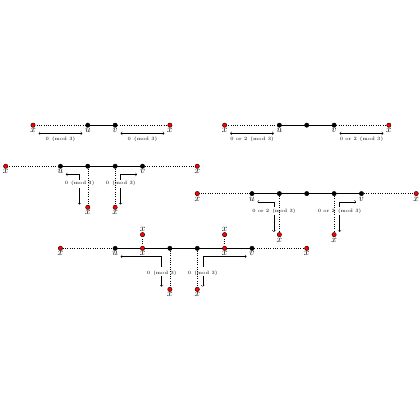 x u v x x u v x
0 (mod 3) 0 (mod 3) 0 or 2 (mod 3) 0 or 2 (mod 3)
x u v x
0 (mod 3) 0 (mod 3)
x x
x u v x
0 or 2 (mod 3) 0 or 2 (mod 3)
x x
x x
x u x x v x
0 (mod 3) 0 (mod 3)
x x